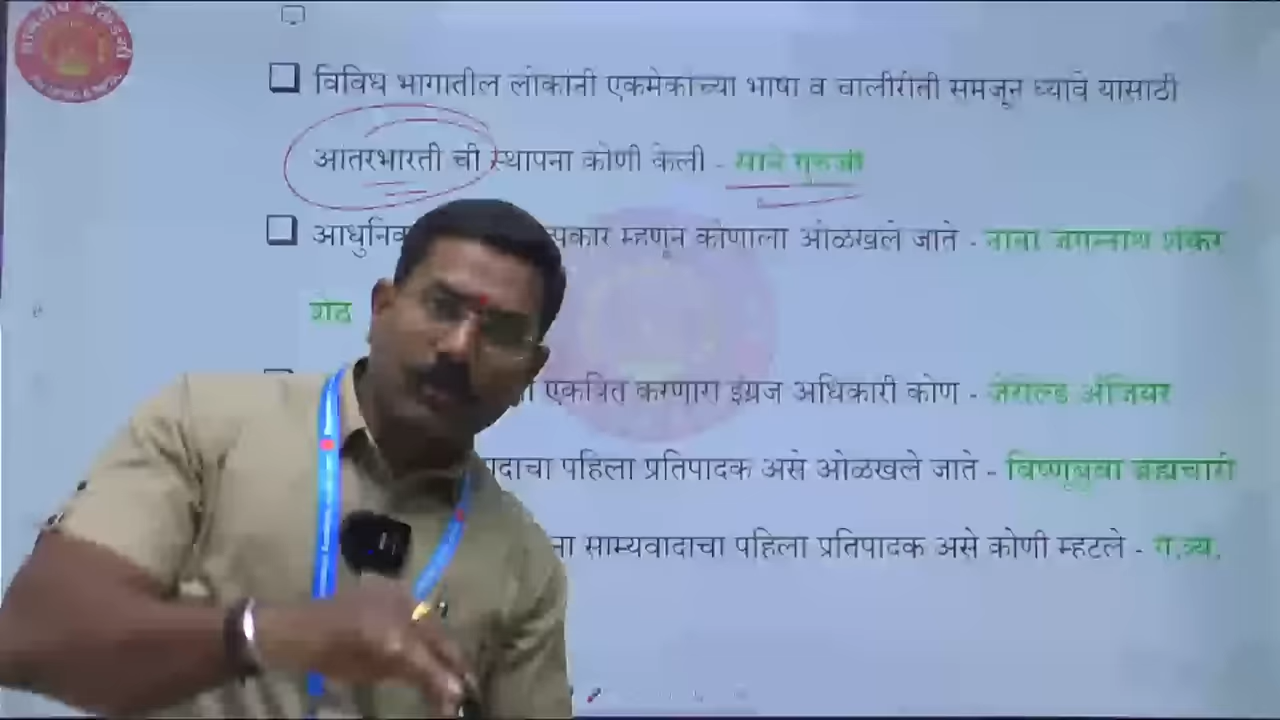 विविध भागातील लोकांनी एकमेकांच्या भाषा व चालीरीती समजून घ्यावे यासाठी
आतरभारती ची स्थापना कोणी केली - साने गुरुजी
आधुनिक म्हणून कोणाला ओळखले जाते - नाना जगन्नाथ शंकर
शेठ
एकत्रित करणारा इंग्रज अधिकारी कोण - जेराल्ड अंजियर
पहिला प्रतिपादक असे ओळखले जाते - विष्णुबुवा ब्रह्मचारी
साम्यवादाचा पहिला प्रतिपादक असे कोणी म्हटले - ग.त्र्य.